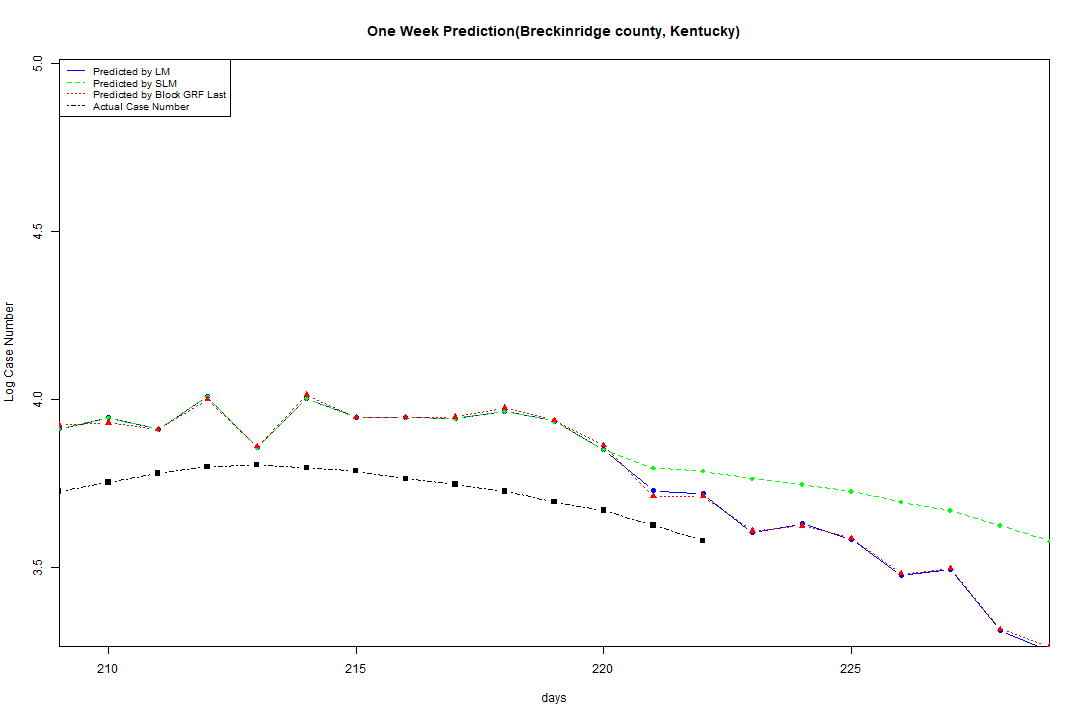 One Week Prediction(Breckinridge county, Kentucky)
Predicted by LM
Predicted by SLM
Predicted by Block GRF Last
Actual Case Number
5.0
4.5
4.0
3.5
Log Case Number
210 215 220 225
days